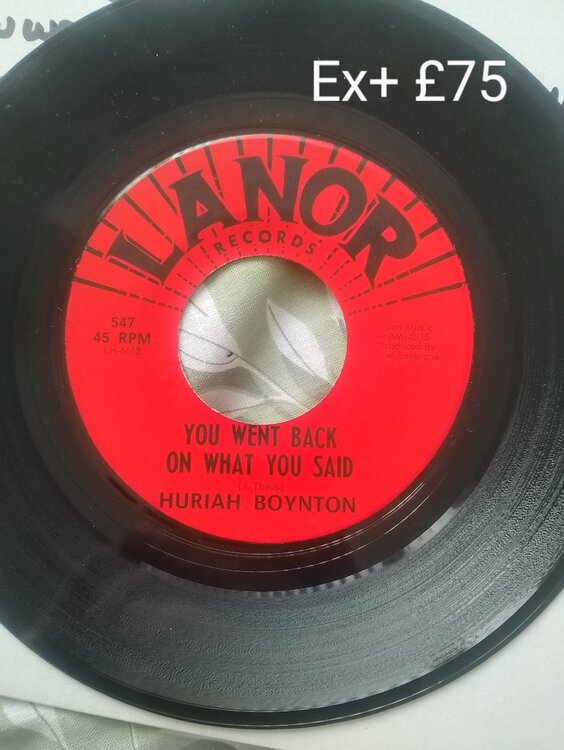 Ex+ £75
LANOR
RECORDS
547
45 RPM
LH-6162
Jon Music
BMI-2:15
Produced By:
Lee Lavergne
YOU WENT BACK
ON WHAT YOU SAID
(J. Theus)
HURIAH BOYNTON